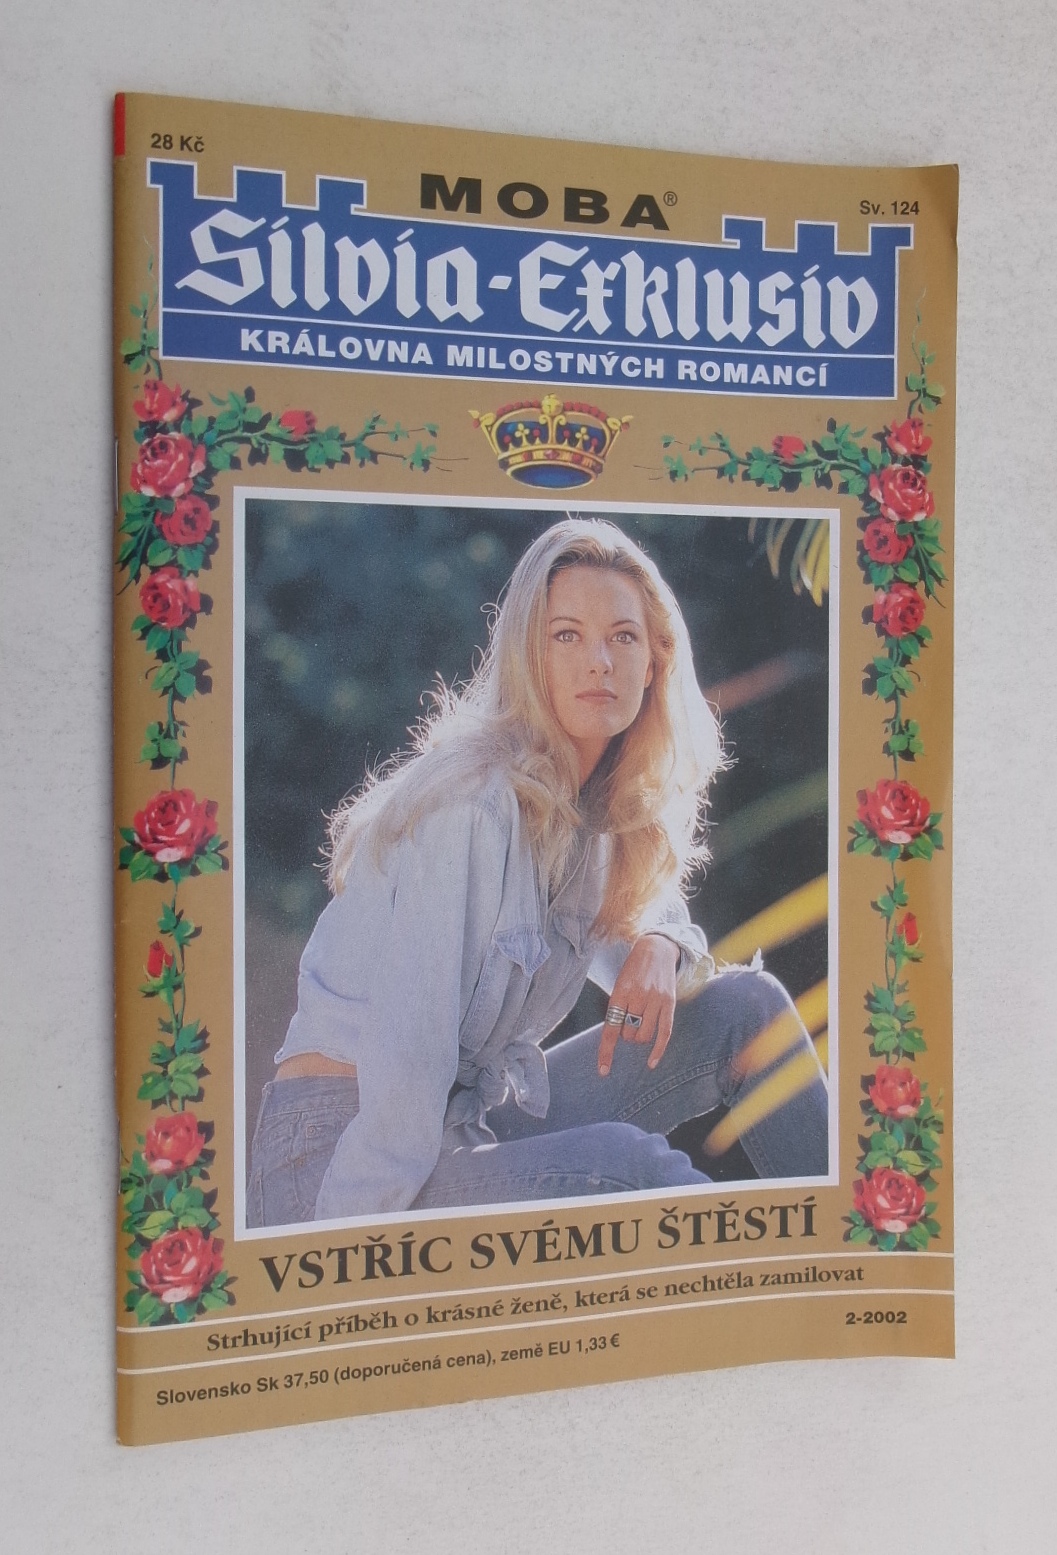 28 Kč
MOBA®
Sv. 124
Silvia-Exklusiv
KRÁLOVNA MILOSTNÝCH ROMANCÍ
VSTŘÍC SVÉMU ŠTĚSTÍ
Strhující příběh o krásné ženě, která se nechtěla zamilovat
2-2002
Slovensko Sk 37,50 (doporučená cena), země EU 1,33 €